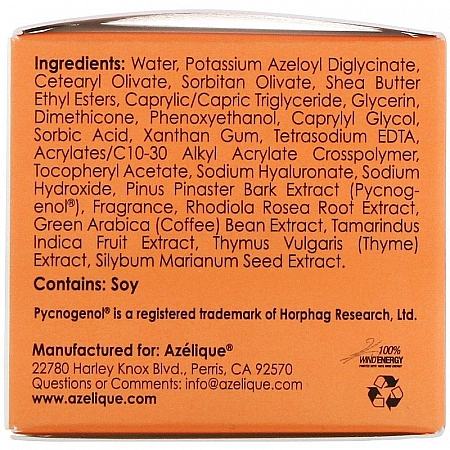 Ingredients: Water, Potassium Azeloyl Diglycinate,
Cetearyl Olivate, Sorbitan Olivate, Shea Butter
Ethyl Esters, Caprylic/Capric Triglyceride, Glycerin,
Dimethicone, Phenoxyethanol, Caprylyl Glycol,
Sorbic Acid, Xanthan Gum, Tetrasodium EDTA,
Acrylates/C10-30 Alkyl Acrylate Crosspolymer,
Tocopheryl Acetate, Sodium Hyaluronate, Sodium
Hydroxide, Pinus Pinaster Bark Extract (Pycnog-
enol®), Fragrance, Rhodiola Rosea Root Extract,
Green Arabica (Coffee) Bean Extract, Tamarindus
Indica Fruit Extract, Thymus Vulgaris (Thyme)
Extract, Silybum Marianum Seed Extract.
Contains: Soy
Pycnogenol® is a registered trademark of Horphag Research, Ltd.
Manufactured for: Azélique®
22780 Harley Knox Blvd., Perris, CA 92570
Questions or Comments: info@azelique.com
www.azelique.com
100%
WIND ENERGY